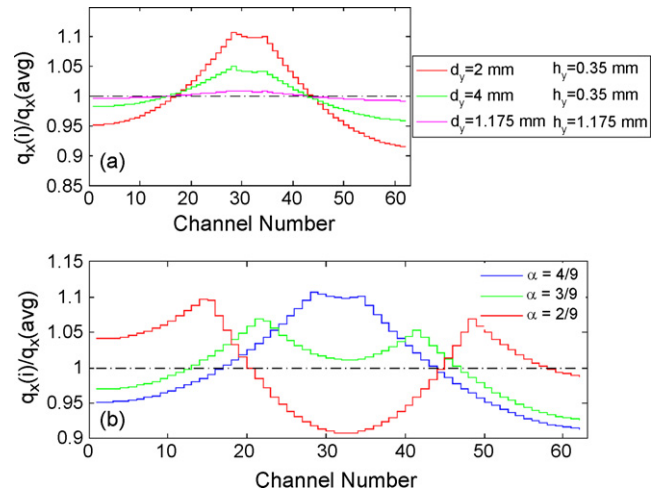 1.1
1.05
1
0.95
0.9
0.85
q_x(i)/q_x(avg)
(a)
0 10 20 30 40 50 60
Channel Number
d_y=2 mm h_y=0.35 mm
d_y=4 mm h_y=0.35 mm
d_y=1.175 mm h_y=1.175 mm
1.15
1.1
1.05
1
0.95
0.9
q_x(i)/q_x(avg)
α = 4/9
α = 3/9
α = 2/9
(b)
0 10 20 30 40 50 60
Channel Number